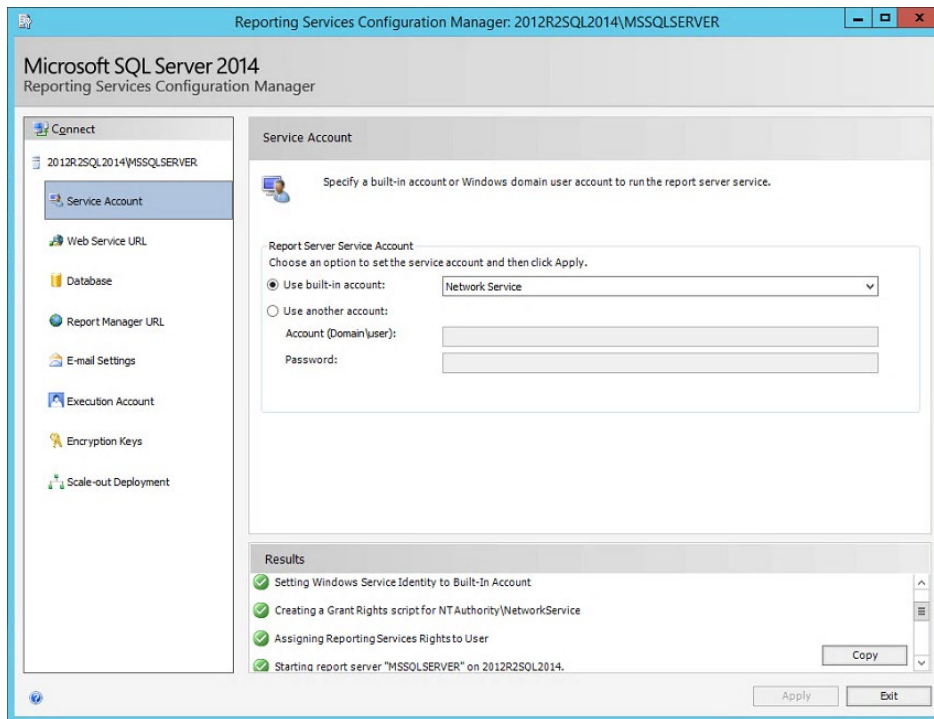 Reporting Services Configuration Manager: 2012R2SQL2014\MSSQLSERVER
Microsoft SQL Server 2014
Reporting Services Configuration Manager
Connect
2012R2SQL2014\MSSQLSERVER
Service Account
Web Service URL
Database
Report Manager URL
E-mail Settings
Execution Account
Encryption Keys
Scale-out Deployment
Service Account
Specify a built-in account or Windows domain user account to run the report server service.
Report Server Service Account
Choose an option to set the service account and then click Apply.
Use built-in account:
Network Service
Use another account:
Account (Domain\user):
Password:
Results
Setting Windows Service Identity to Built-In Account
Creating a Grant Rights script for NT Authority\NetworkService
Assigning Reporting Services Rights to User
Starting report server "MSSQLSERVER" on 2012R2SQL2014.
Copy
Apply
Exit